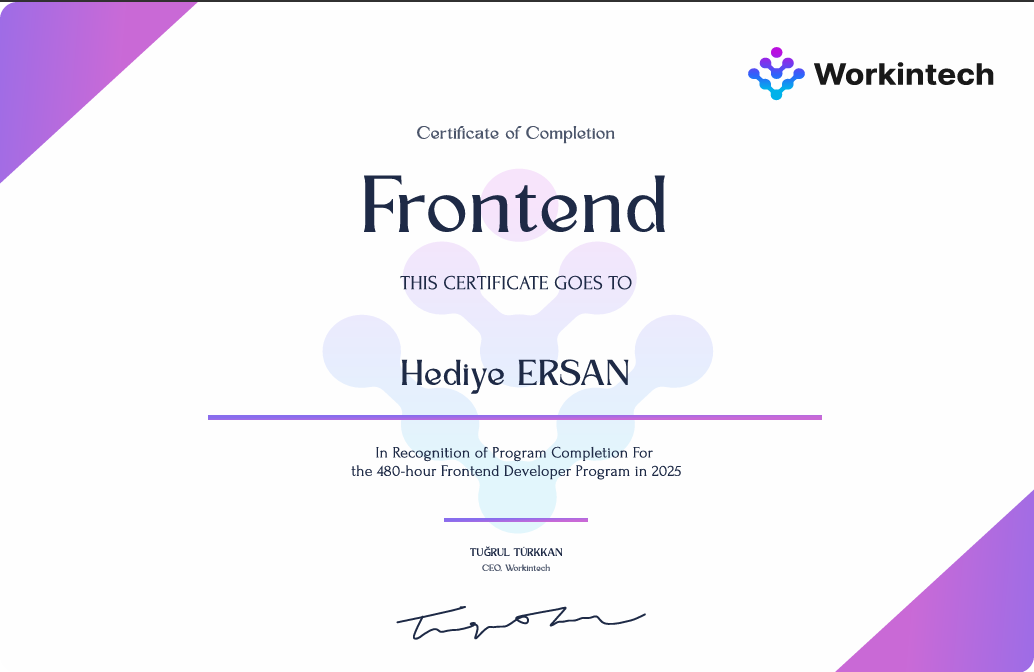 Workintech
Certificate of Completion
Frontend
THIS CERTIFICATE GOES TO
Hediye ERSAN
In Recognition of Program Completion For
the 480-hour Frontend Developer Program in 2025
TUĞRUL TÜRKKAN
CEO, Workintech